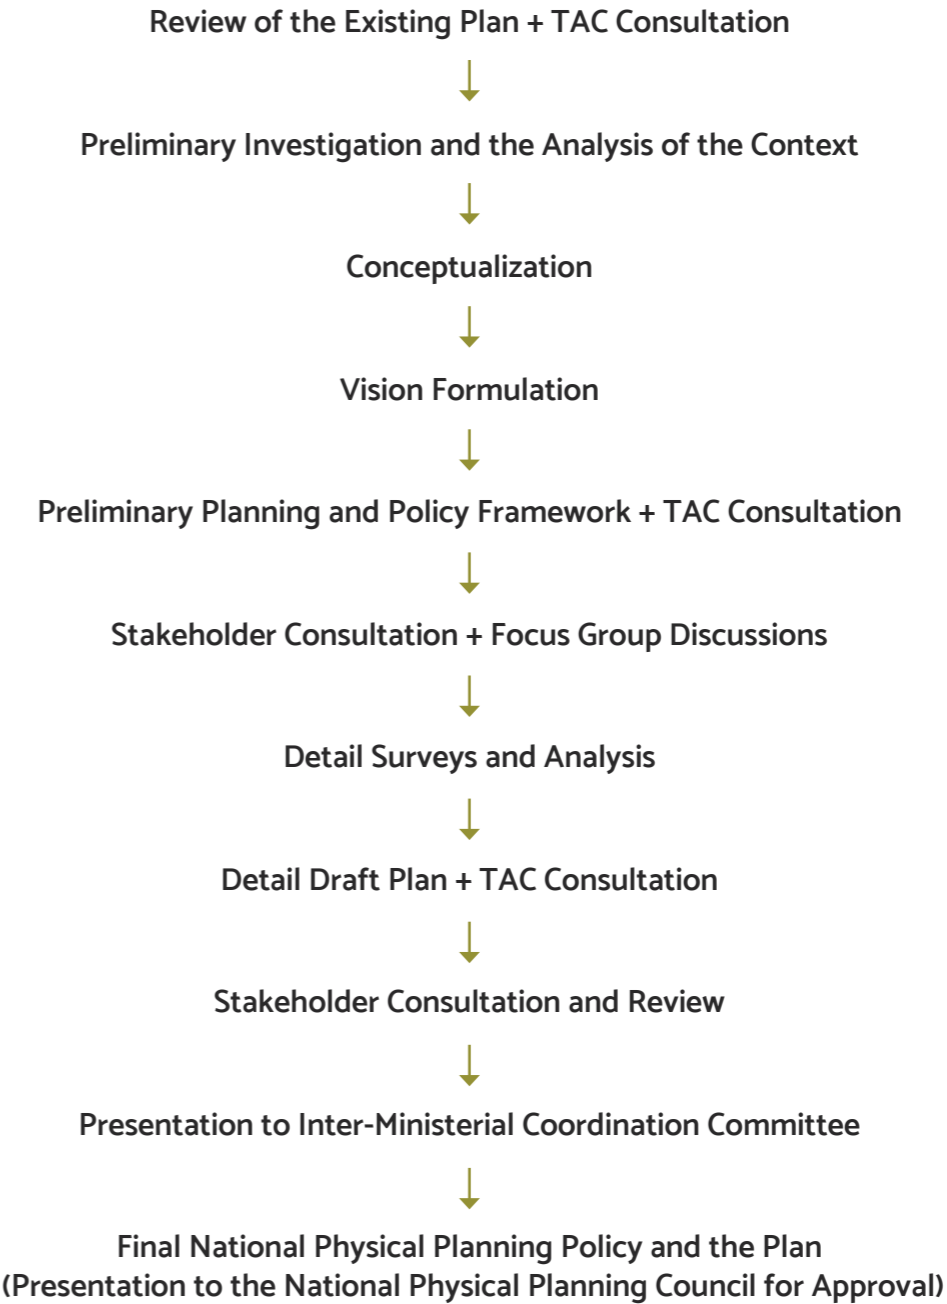 Review of the Existing Plan + TAC Consultation
Preliminary Investigation and the Analysis of the Context
Conceptualization
Vision Formulation
Preliminary Planning and Policy Framework + TAC Consultation
Stakeholder Consultation + Focus Group Discussions
Detail Surveys and Analysis
Detail Draft Plan + TAC Consultation
Stakeholder Consultation and Review
Presentation to Inter-Ministerial Coordination Committee
Final National Physical Planning Policy and the Plan
(Presentation to the National Physical Planning Council for Approval)